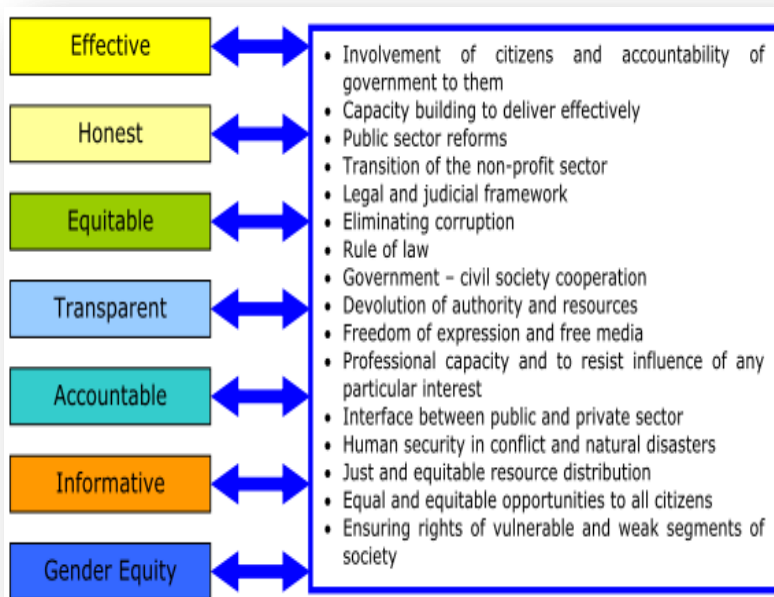 Effective
Honest
Equitable
Transparent
Accountable
Informative
Gender Equity
• Involvement of citizens and accountability of
government to them
• Capacity building to deliver effectively
• Public sector reforms
• Transition of the non-profit sector
• Legal and judicial framework
• Eliminating corruption
• Rule of law
• Government – civil society cooperation
• Devolution of authority and resources
• Freedom of expression and free media
• Professional capacity and to resist influence of any
particular interest
• Interface between public and private sector
• Human security in conflict and natural disasters
• Just and equitable resource distribution
• Equal and equitable opportunities to all citizens
• Ensuring rights of vulnerable and weak segments of
society